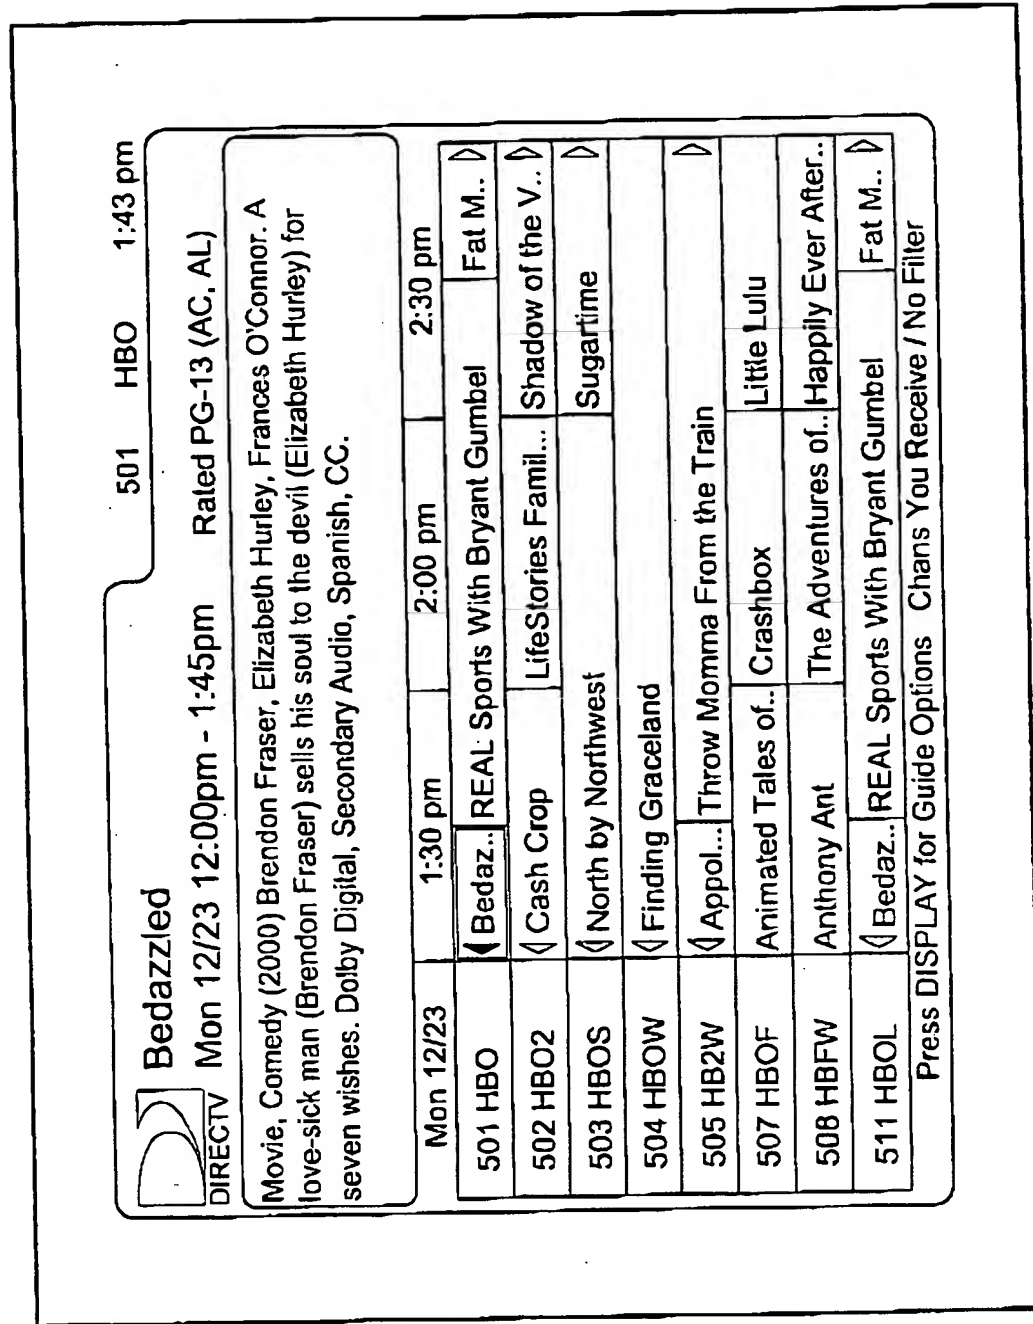 501 HBO 1:43 pm
Bedazzled
DIRECTV
Mon 12/23 12:00pm - 1:45pm Rated PG-13 (AC, AL)
Movie, Comedy (2000) Brendon Fraser, Elizabeth Hurley, Frances O'Connor. A
love-sick man (Brendon Fraser) sells his soul to the devil (Elizabeth Hurley) for
seven wishes. Dolby Digital, Secondary Audio, Spanish, CC.
Mon 12/23 1:30 pm 2:00 pm 2:30 pm
501 HBO Bedaz.. REAL Sports With Bryant Gumbel Fat M..
502 HBO2 Cash Crop LifeStories Famil... Shadow of the V..
503 HBOS North by Northwest Sugartime
504 HBOW Finding Graceland
505 HB2W Appol... Throw Momma From the Train
507 HBOF Animated Tales of.. Crashbox Little Lulu
508 HBFW Anthony Ant The Adventures of.. Happily Ever After..
511 HBOL Bedaz.. REAL Sports With Bryant Gumbel Fat M..
Press DISPLAY for Guide Options Chans You Receive / No Filter